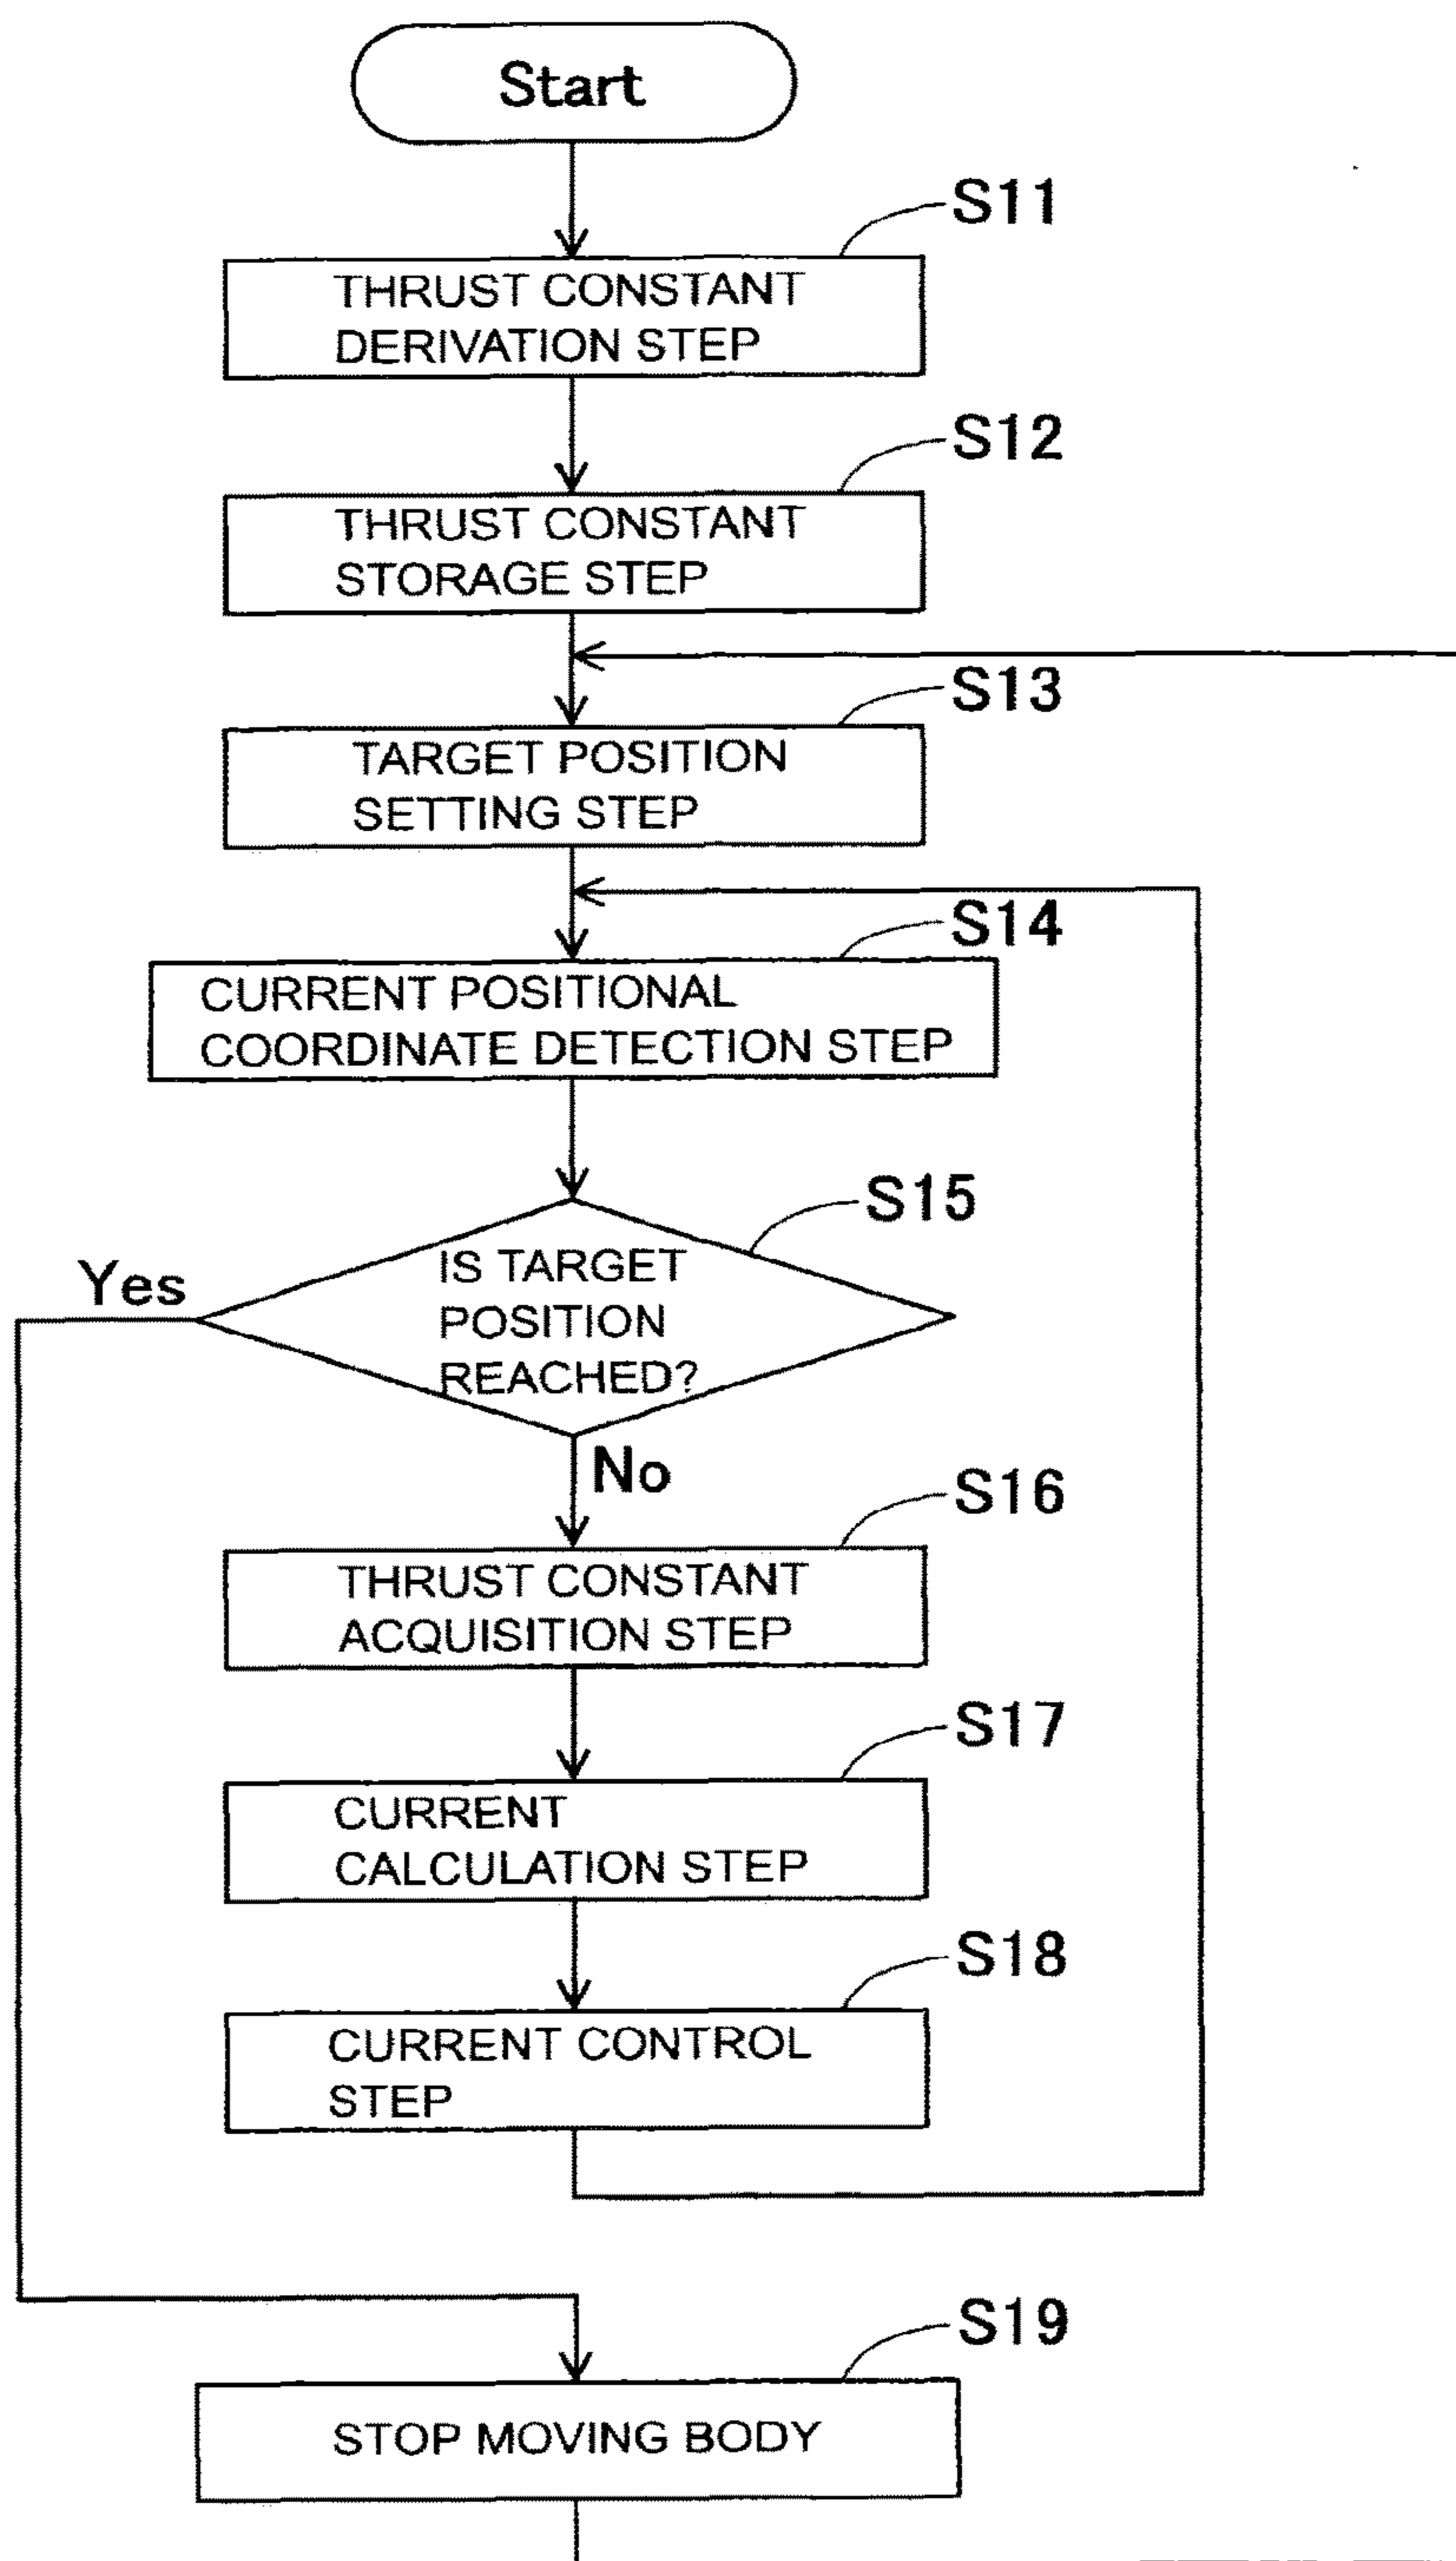 Start
S11
THRUST CONSTANT
DERIVATION STEP
S12
THRUST CONSTANT
STORAGE STEP
S13
TARGET POSITION
SETTING STEP
S14
CURRENT POSITIONAL
COORDINATE DETECTION STEP
S15
Yes
IS TARGET
POSITION
REACHED?
No
S16
THRUST CONSTANT
ACQUISITION STEP
S17
CURRENT
CALCULATION STEP
S18
CURRENT CONTROL
STEP
S19
STOP MOVING BODY